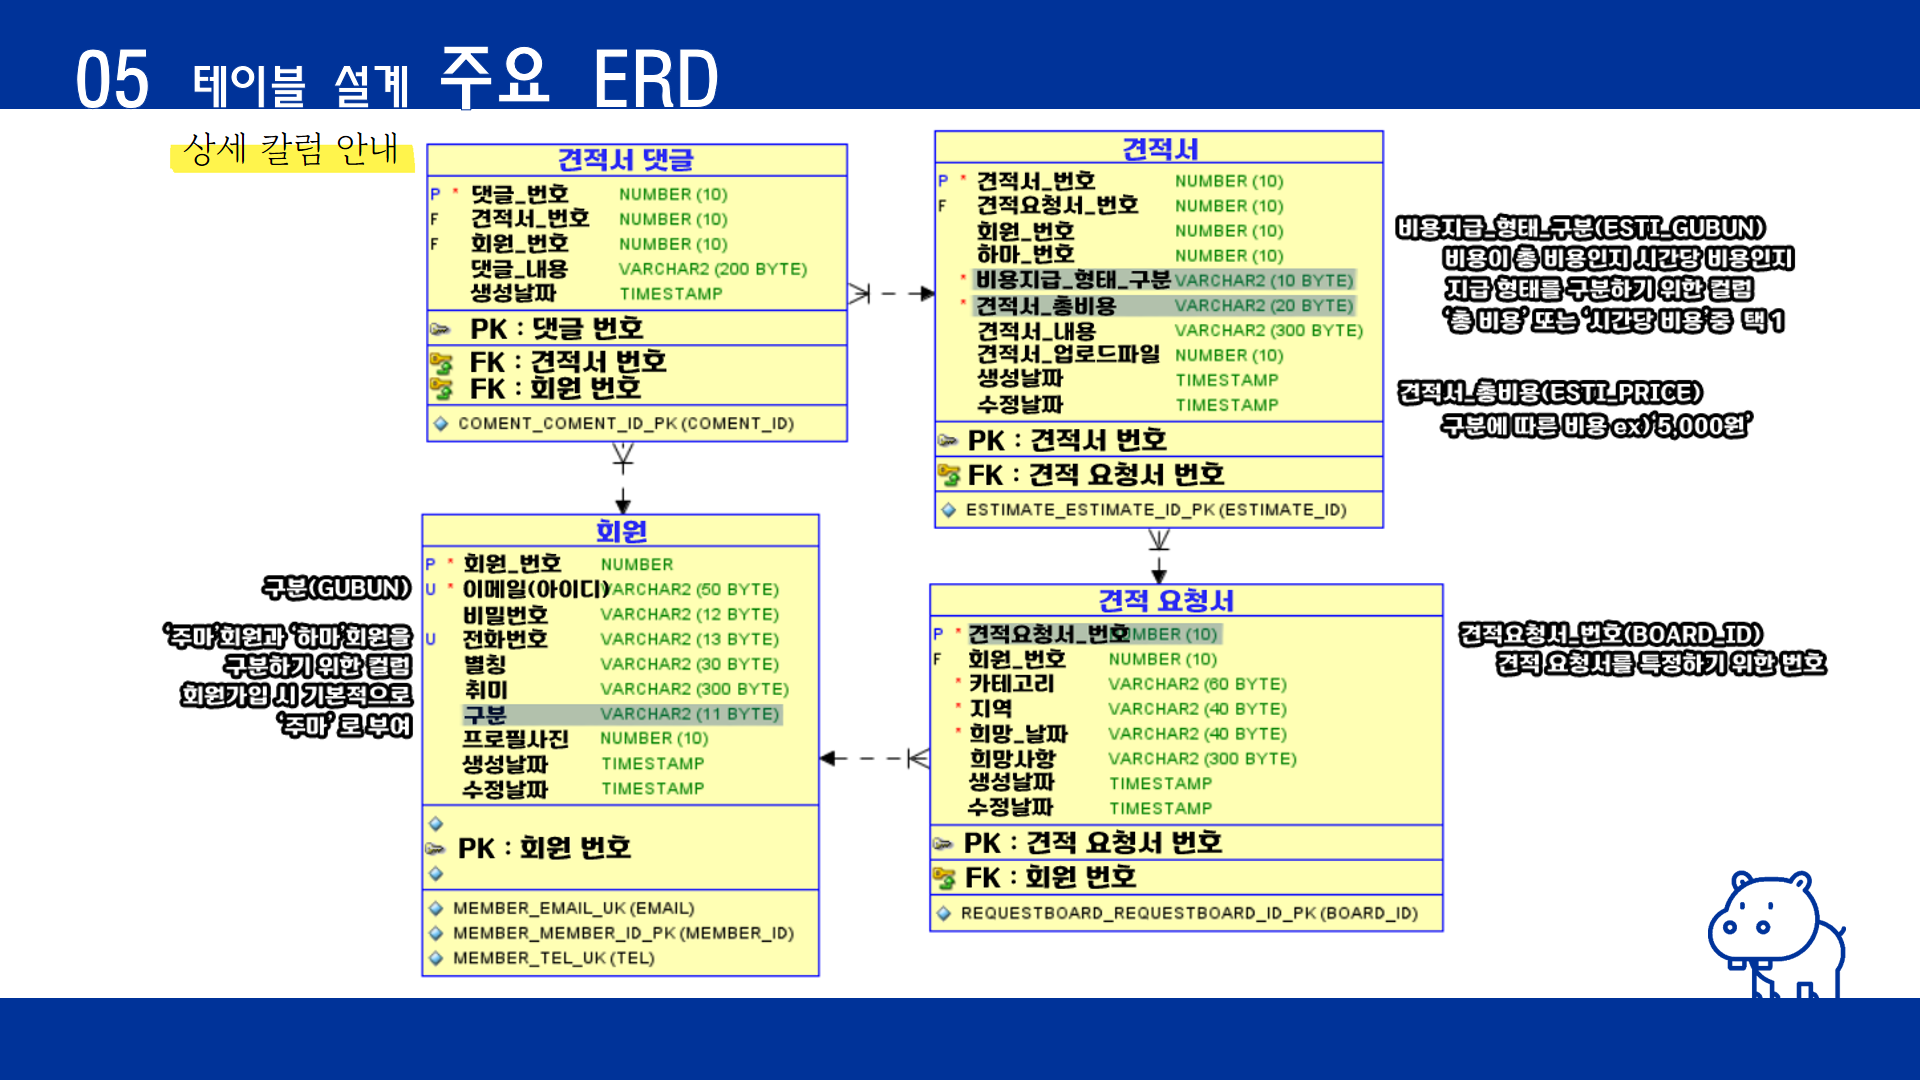 05 테이블 설계 주요 ERD
상세 칼럼 안내
견적서 댓글
P * 댓글_번호 NUMBER (10)
F 견적서_번호 NUMBER (10)
F 회원_번호 NUMBER (10)
댓글_내용 VARCHAR2 (200 BYTE)
생성날짜 TIMESTAMP
PK : 댓글 번호
FK : 견적서 번호
FK : 회원 번호
COMENT_COMENT_ID_PK (COMENT_ID)
견적서
P * 견적서_번호 NUMBER (10)
F 견적요청서_번호 NUMBER (10)
회원_번호 NUMBER (10)
하마_번호 NUMBER (10)
* 비용지급_형태_구분 VARCHAR2 (10 BYTE)
* 견적서_총비용 VARCHAR2 (20 BYTE)
견적서_내용 VARCHAR2 (300 BYTE)
견적서_업로드파일 NUMBER (10)
생성날짜 TIMESTAMP
수정날짜 TIMESTAMP
PK : 견적서 번호
FK : 견적 요청서 번호
ESTIMATE_ESTIMATE_ID_PK (ESTIMATE_ID)
비용지급_형태_구분(ESTI_GUBUN)
비용이 총 비용인지 시간당 비용인지
지급 형태를 구분하기 위한 컬럼
'총 비용' 또는 '시간당 비용'중 택 1
견적서_총비용(ESTI_PRICE)
구분에 따른 비용 ex)'5,000원'
구분(GUBUN)
'주마'회원과 '하마'회원을
구분하기 위한 컬럼
회원가입 시 기본적으로
'주마' 로 부여
회원
P * 회원_번호 NUMBER
U * 이메일(아이디) VARCHAR2 (50 BYTE)
비밀번호 VARCHAR2 (12 BYTE)
U 전화번호 VARCHAR2 (13 BYTE)
별칭 VARCHAR2 (30 BYTE)
취미 VARCHAR2 (300 BYTE)
구분 VARCHAR2 (11 BYTE)
프로필사진 NUMBER (10)
생성날짜 TIMESTAMP
수정날짜 TIMESTAMP
PK : 회원 번호
MEMBER_EMAIL_UK (EMAIL)
MEMBER_MEMBER_ID_PK (MEMBER_ID)
MEMBER_TEL_UK (TEL)
견적 요청서
P * 견적요청서_번호 NUMBER (10)
F 회원_번호 NUMBER (10)
* 카테고리 VARCHAR2 (60 BYTE)
* 지역 VARCHAR2 (40 BYTE)
* 희망_날짜 VARCHAR2 (40 BYTE)
희망사항 VARCHAR2 (300 BYTE)
생성날짜 TIMESTAMP
수정날짜 TIMESTAMP
PK : 견적 요청서 번호
FK : 회원 번호
REQUESTBOARD_REQUESTBOARD_ID_PK (BOARD_ID)
견적요청서_번호(BOARD_ID)
견적 요청서를 특정하기 위한 번호